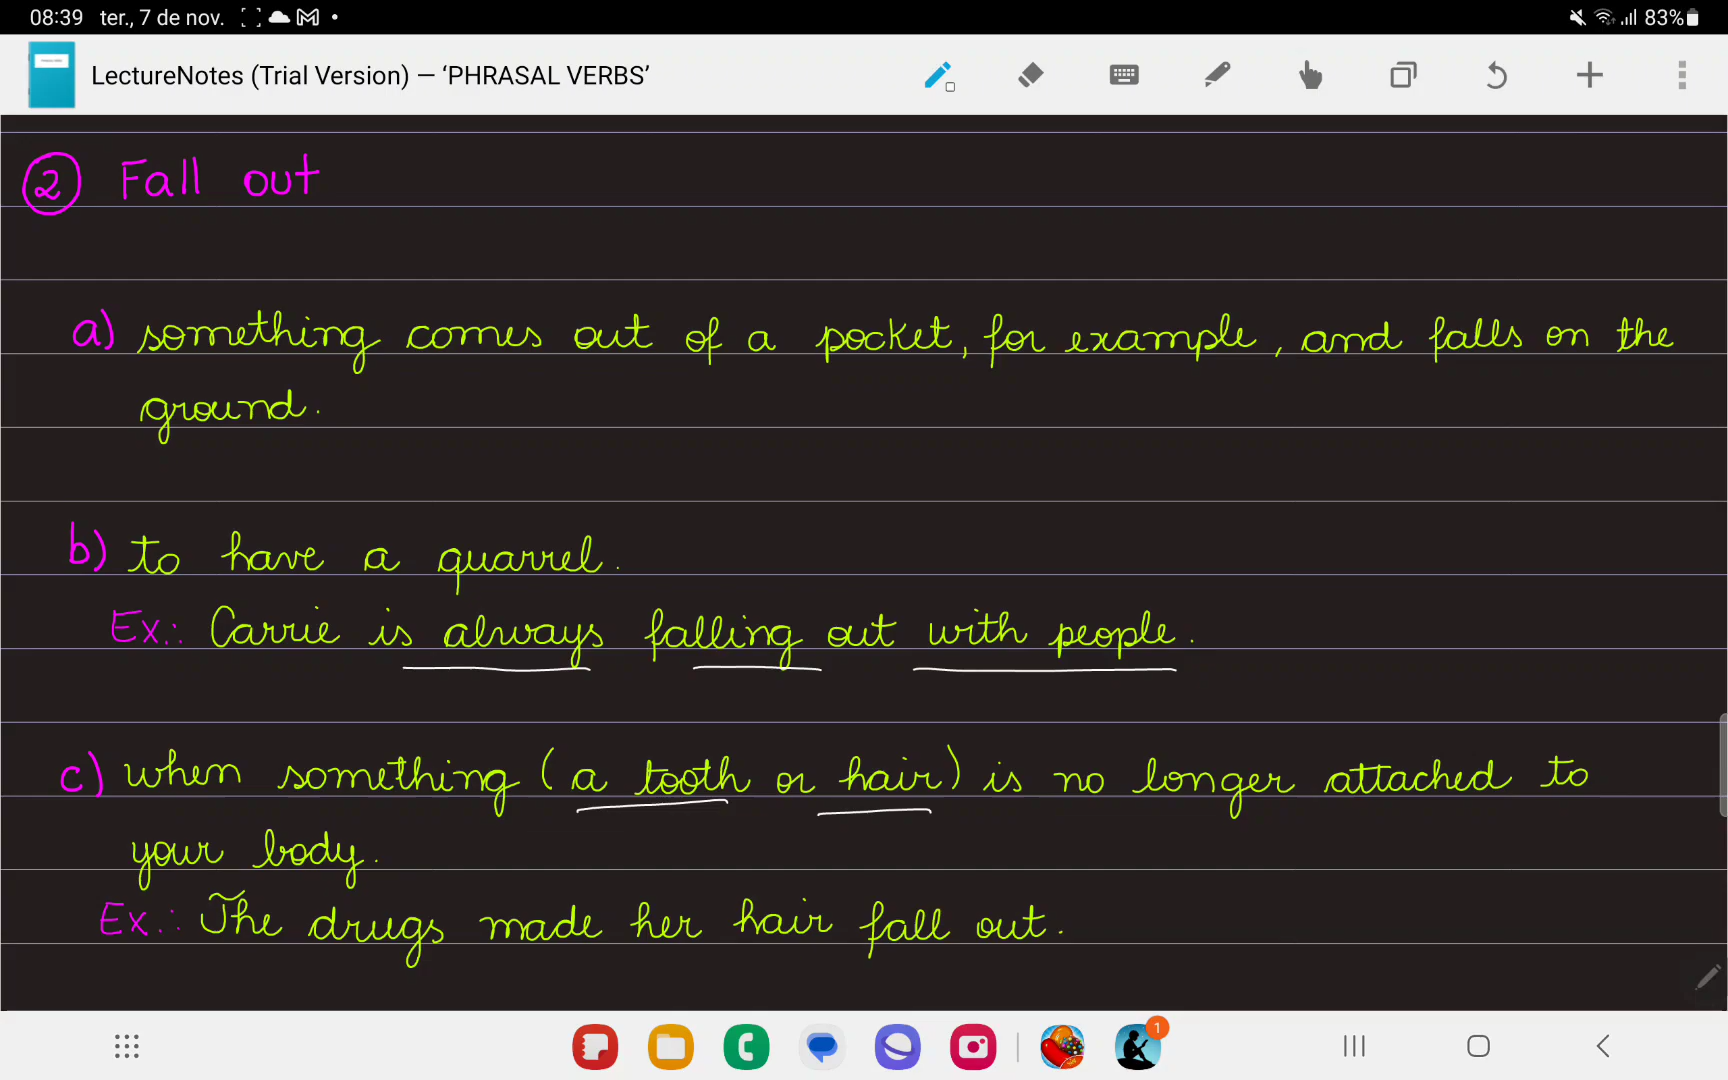 08:39 ter., 7 de nov. 83%
LectureNotes (Trial Version) — ‘PHRASAL VERBS’
2 Fall out
a) something comes out of a pocket, for example, and falls on the
ground.
b) to have a quarrel.
Ex.: Carrie is always falling out with people.
c) when something (a tooth or hair) is no longer attached to
your body.
Ex.: The drugs made her hair fall out.
1